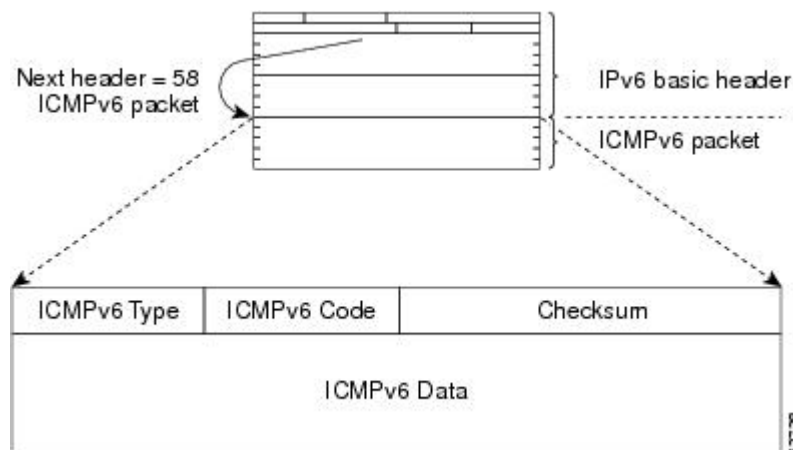 Next header = 58
ICMPv6 packet
IPv6 basic header
ICMPv6 packet
ICMPv6 Type
ICMPv6 Code
Checksum
ICMPv6 Data